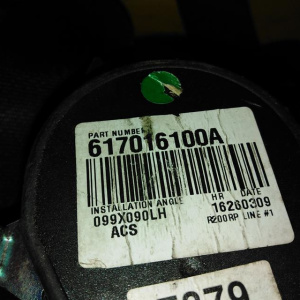 PART NUMBER
617016100A
INSTALLATION ANGLE HR DATE
099X090LH 16260309
ACS R200RP LINE #1